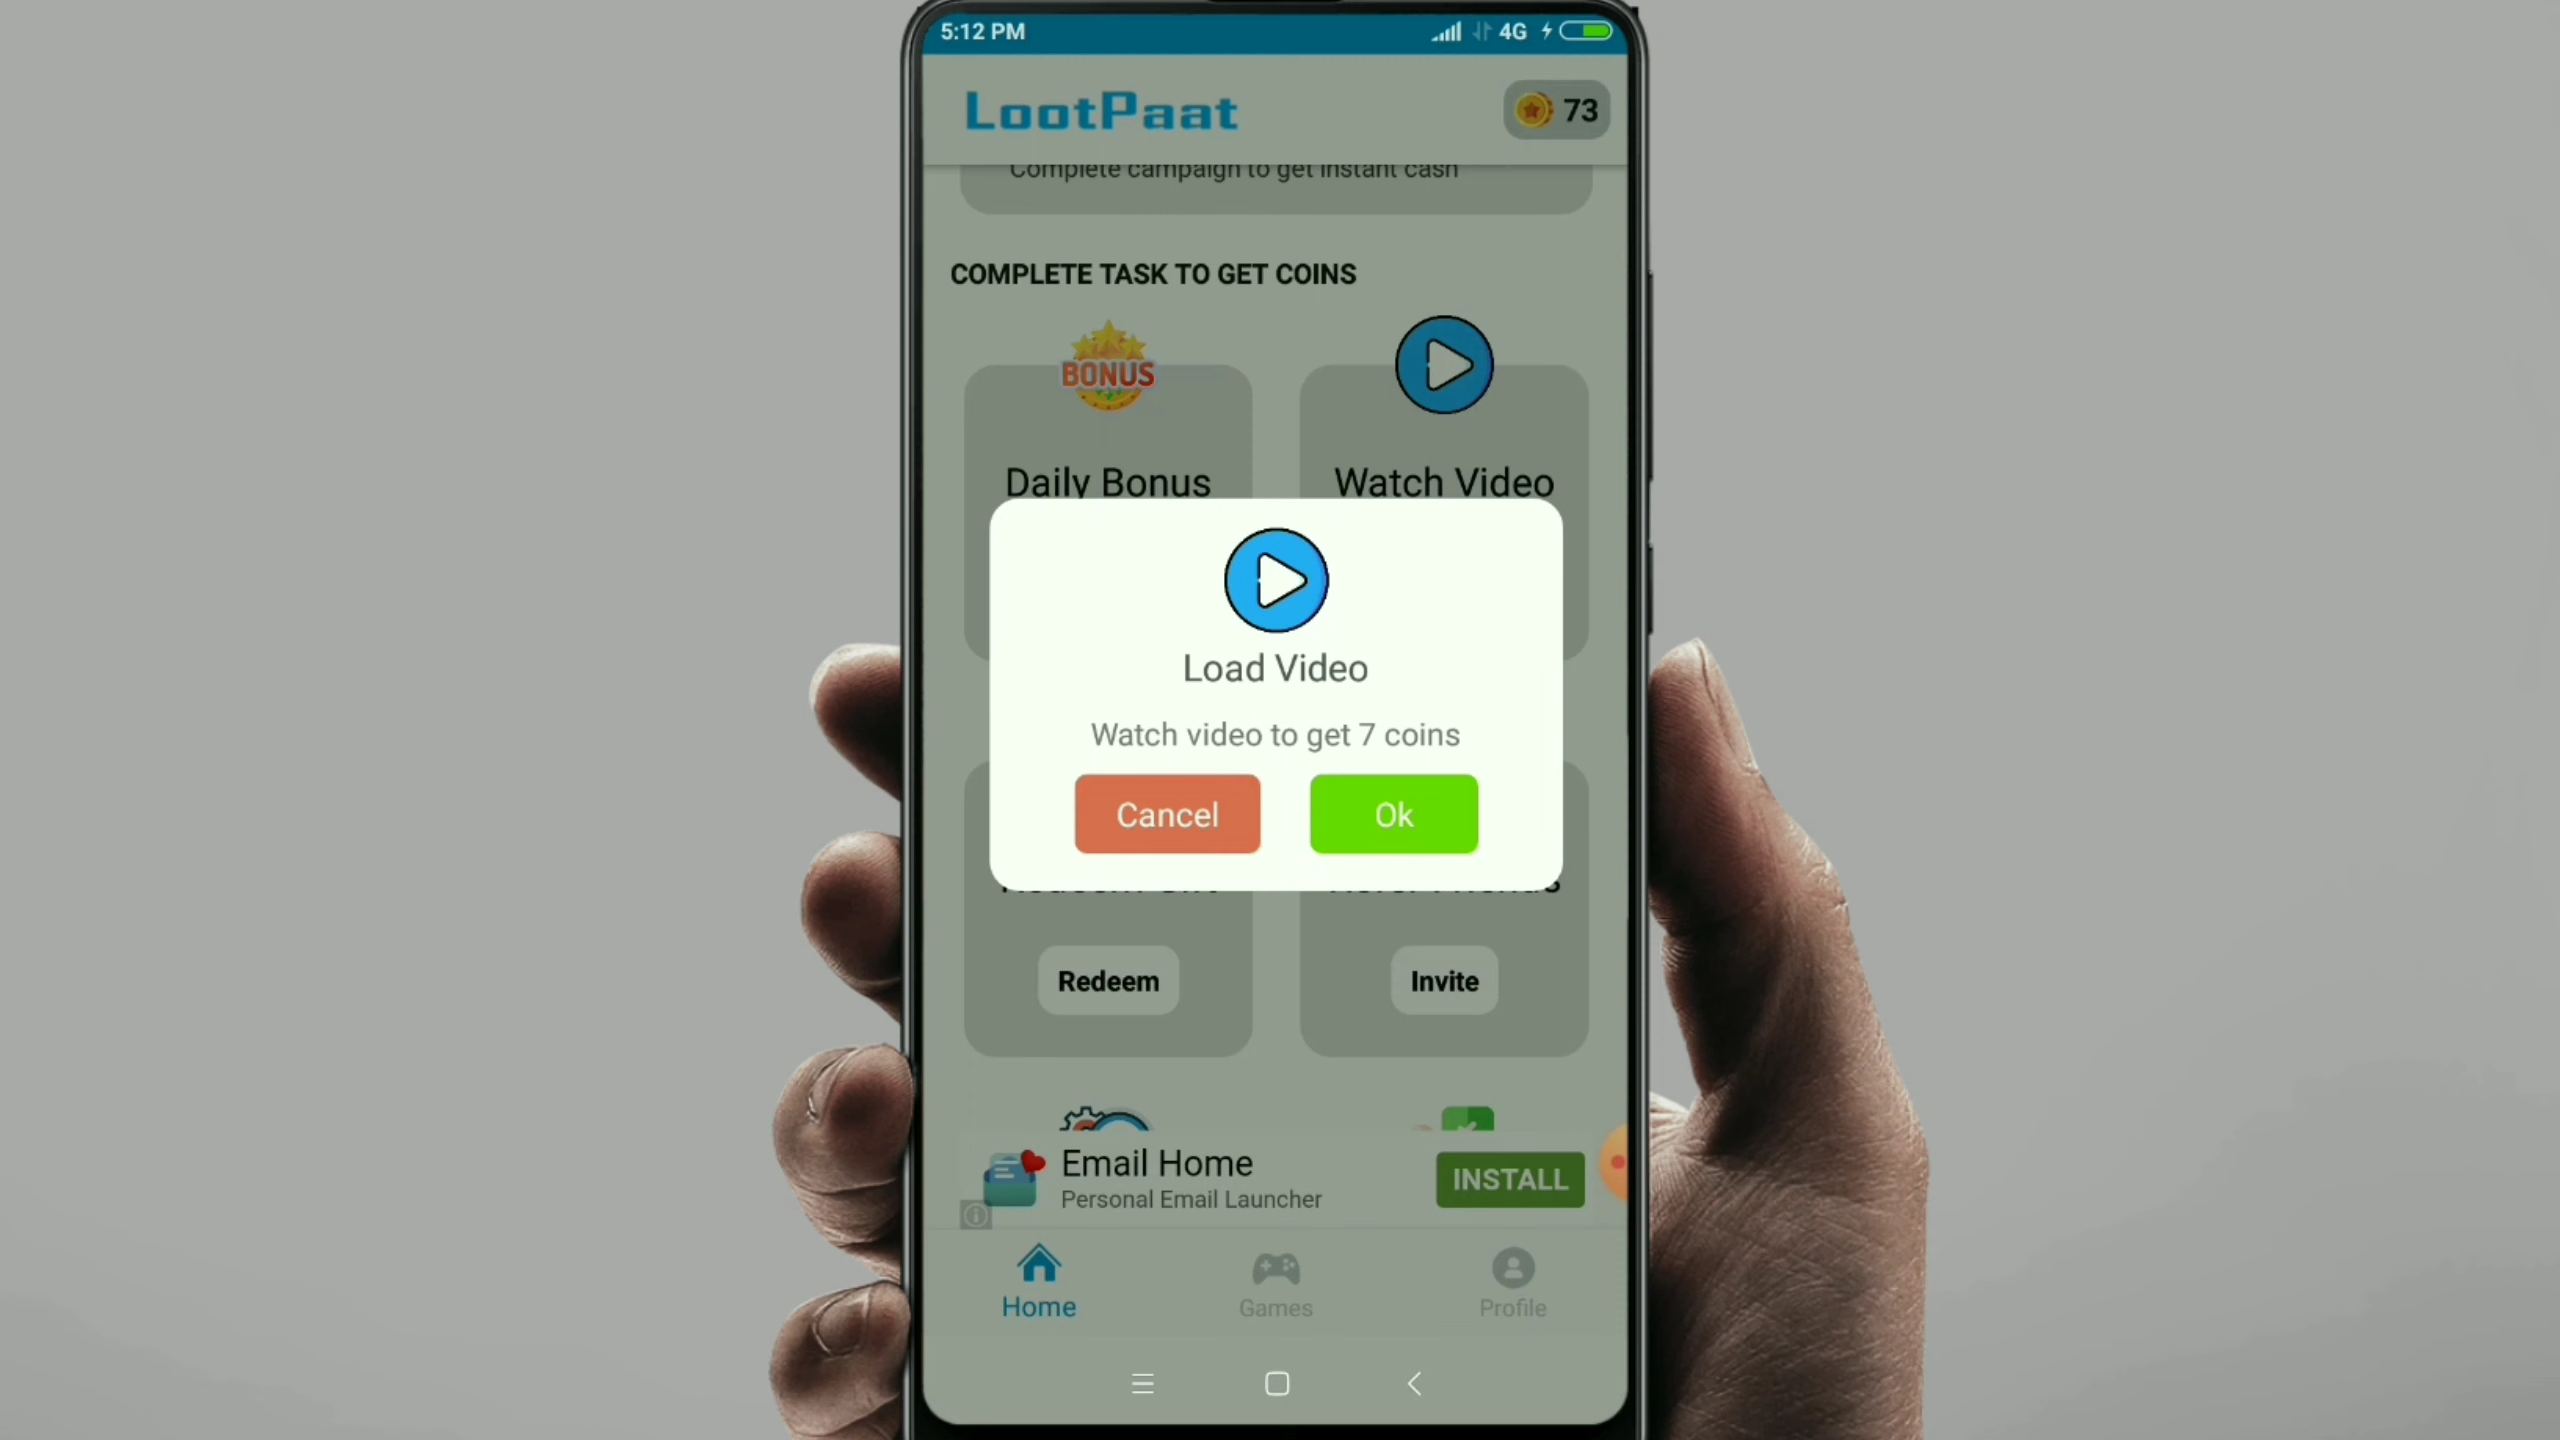 5:12 PM
4G
LootPaat
73
Complete campaign to get instant cash
COMPLETE TASK TO GET COINS
BONUS
Daily Bonus
Watch Video
Load Video
Watch video to get 7 coins
Cancel
Ok
Redeem
Invite
Email Home
Personal Email Launcher
INSTALL
Home
Games
Profile